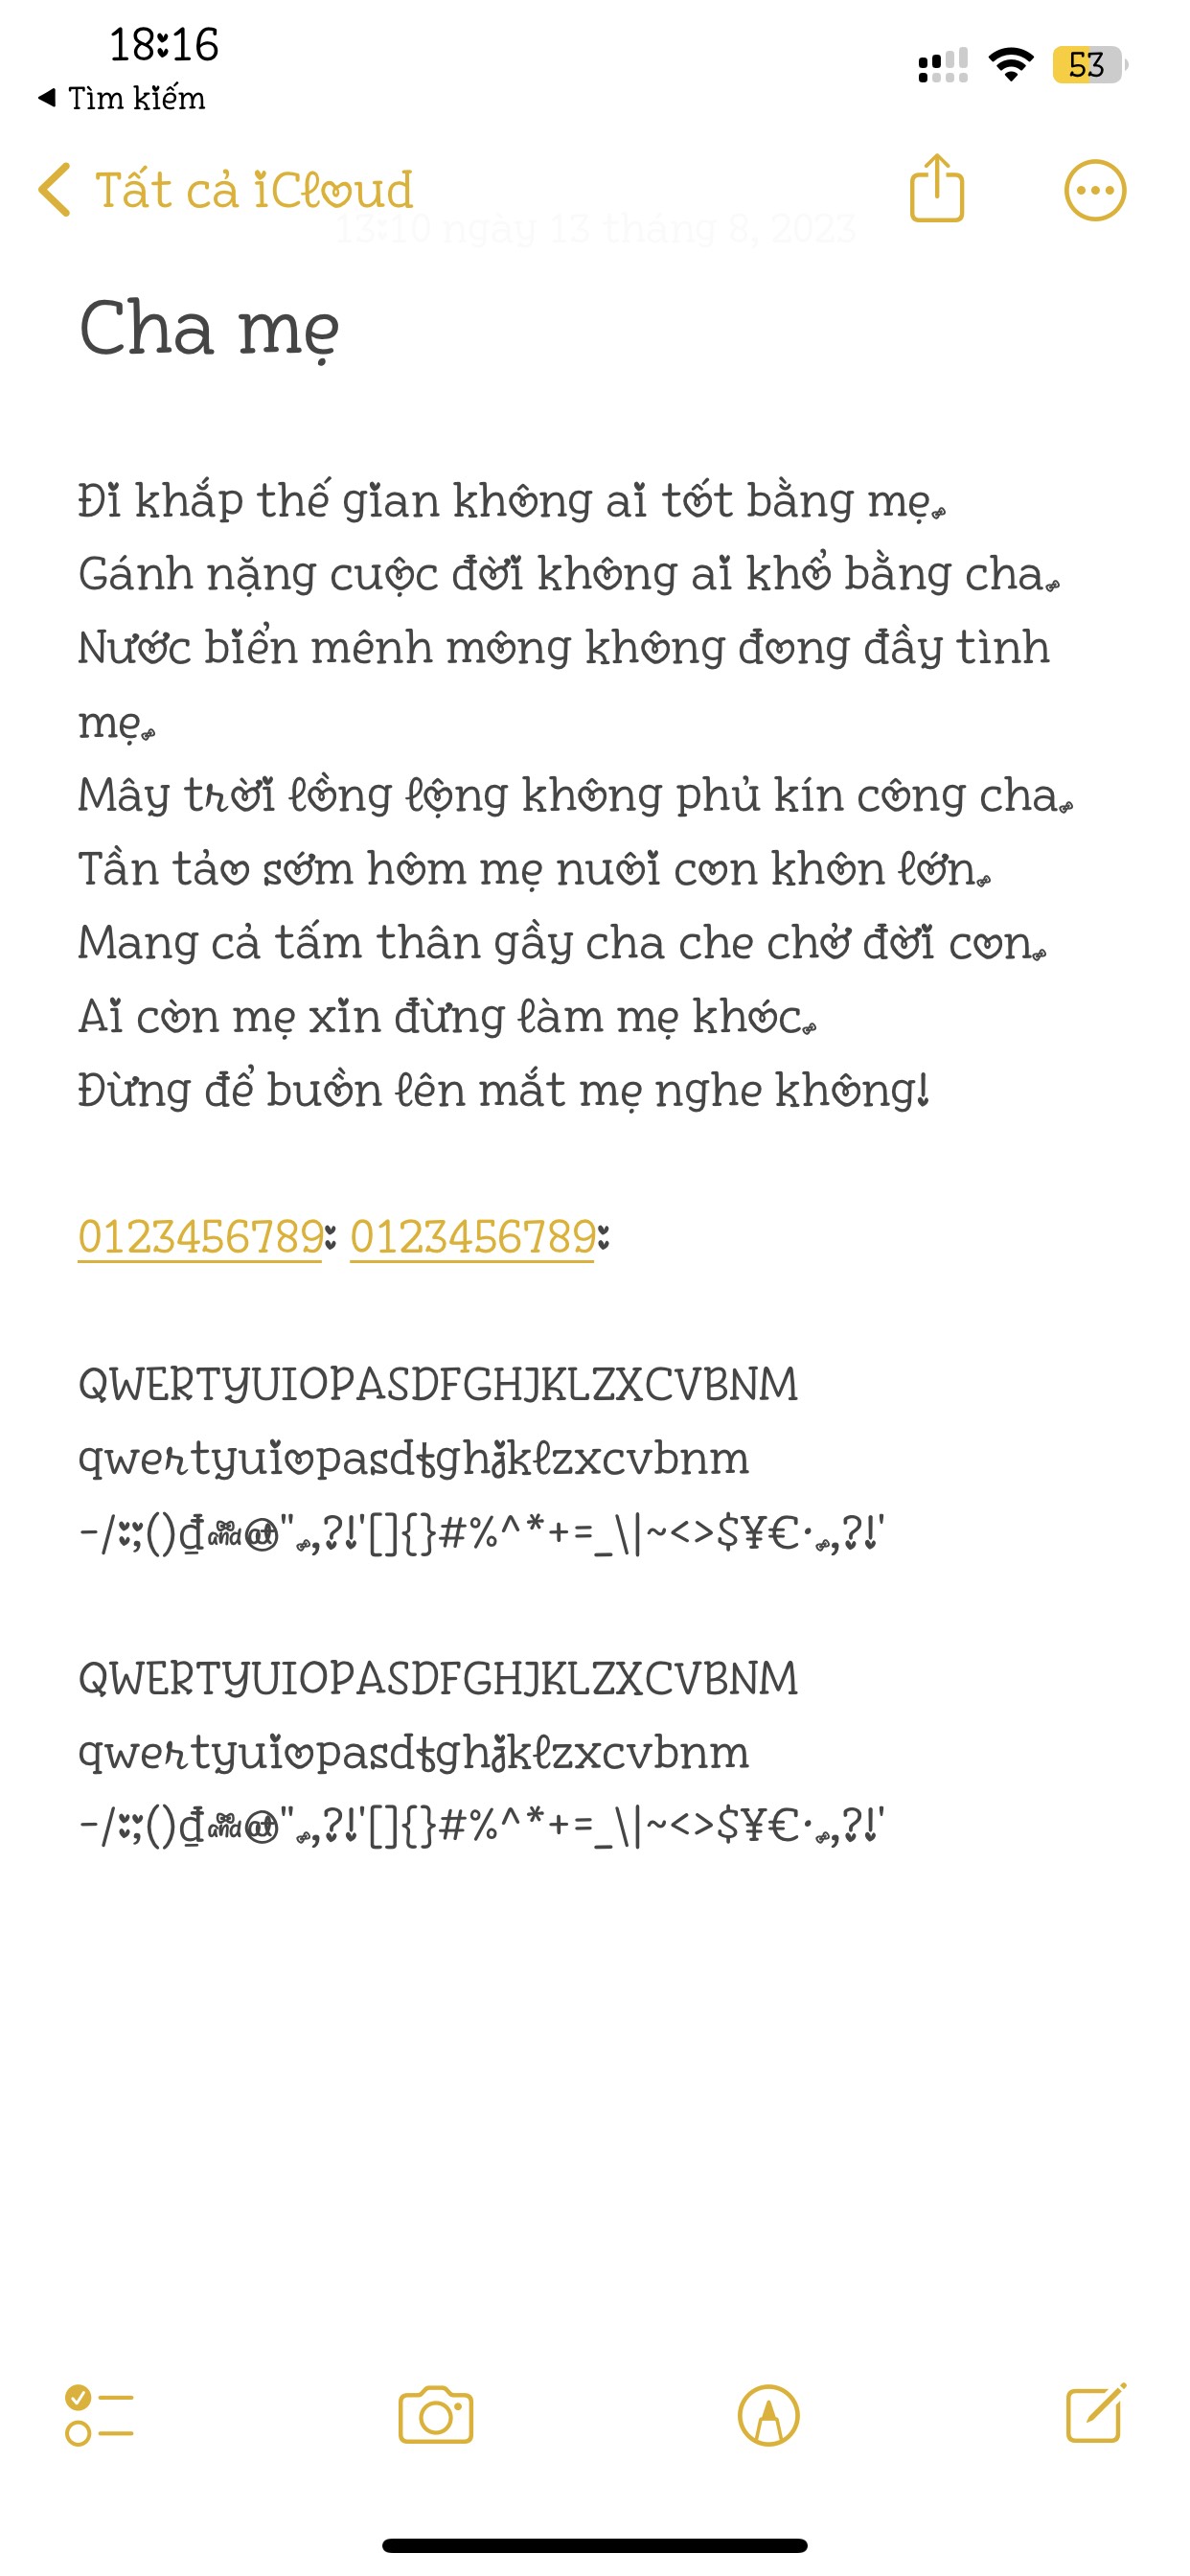 18:16
53
◀ Tìm kiếm
Tất cả iCloud
13:10 ngày 13 tháng 8, 2023
Cha mẹ
Đi khắp thế gian không ai tốt bằng mẹ.
Gánh nặng cuộc đời không ai khổ bằng cha.
Nước biển mênh mông không đong đầy tình
mẹ.
Mây trời lồng lộng không phủ kín công cha.
Tần tảo sớm hôm mẹ nuôi con khôn lớn.
Mang cả tấm thân gầy cha che chở đời con.
Ai còn mẹ xin đừng làm mẹ khóc.
Đừng để buồn lên mắt mẹ nghe không!
0123456789: 0123456789:
QWERTYUIOPASDFGHJKLZXCVBNM
qwertyuiopasdfghjklzxcvbnm
-/:;()₫&@".,?!'[]{}#%^*+=_\|~<>$¥€·.,?!'
QWERTYUIOPASDFGHJKLZXCVBNM
qwertyuiopasdfghjklzxcvbnm
-/:;()₫&@".,?!'[]{}#%^*+=_\|~<>$¥€·.,?!'